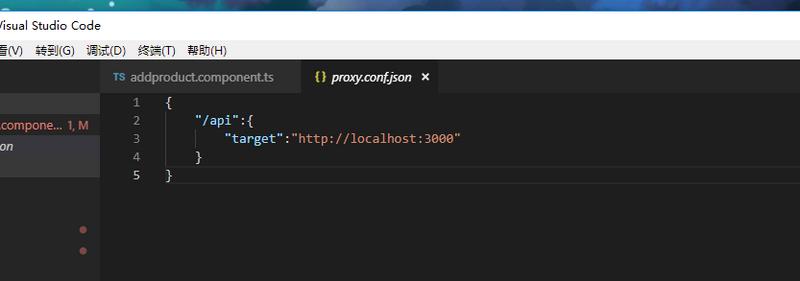 Visual Studio Code
看(V) 转到(G) 调试(D) 终端(T) 帮助(H)
TS addproduct.component.ts {} proxy.conf.json ×
1 {
.compone... 1, M
2 "/api":{
on
3 "target":"http://localhost:3000"
4 }
5 }